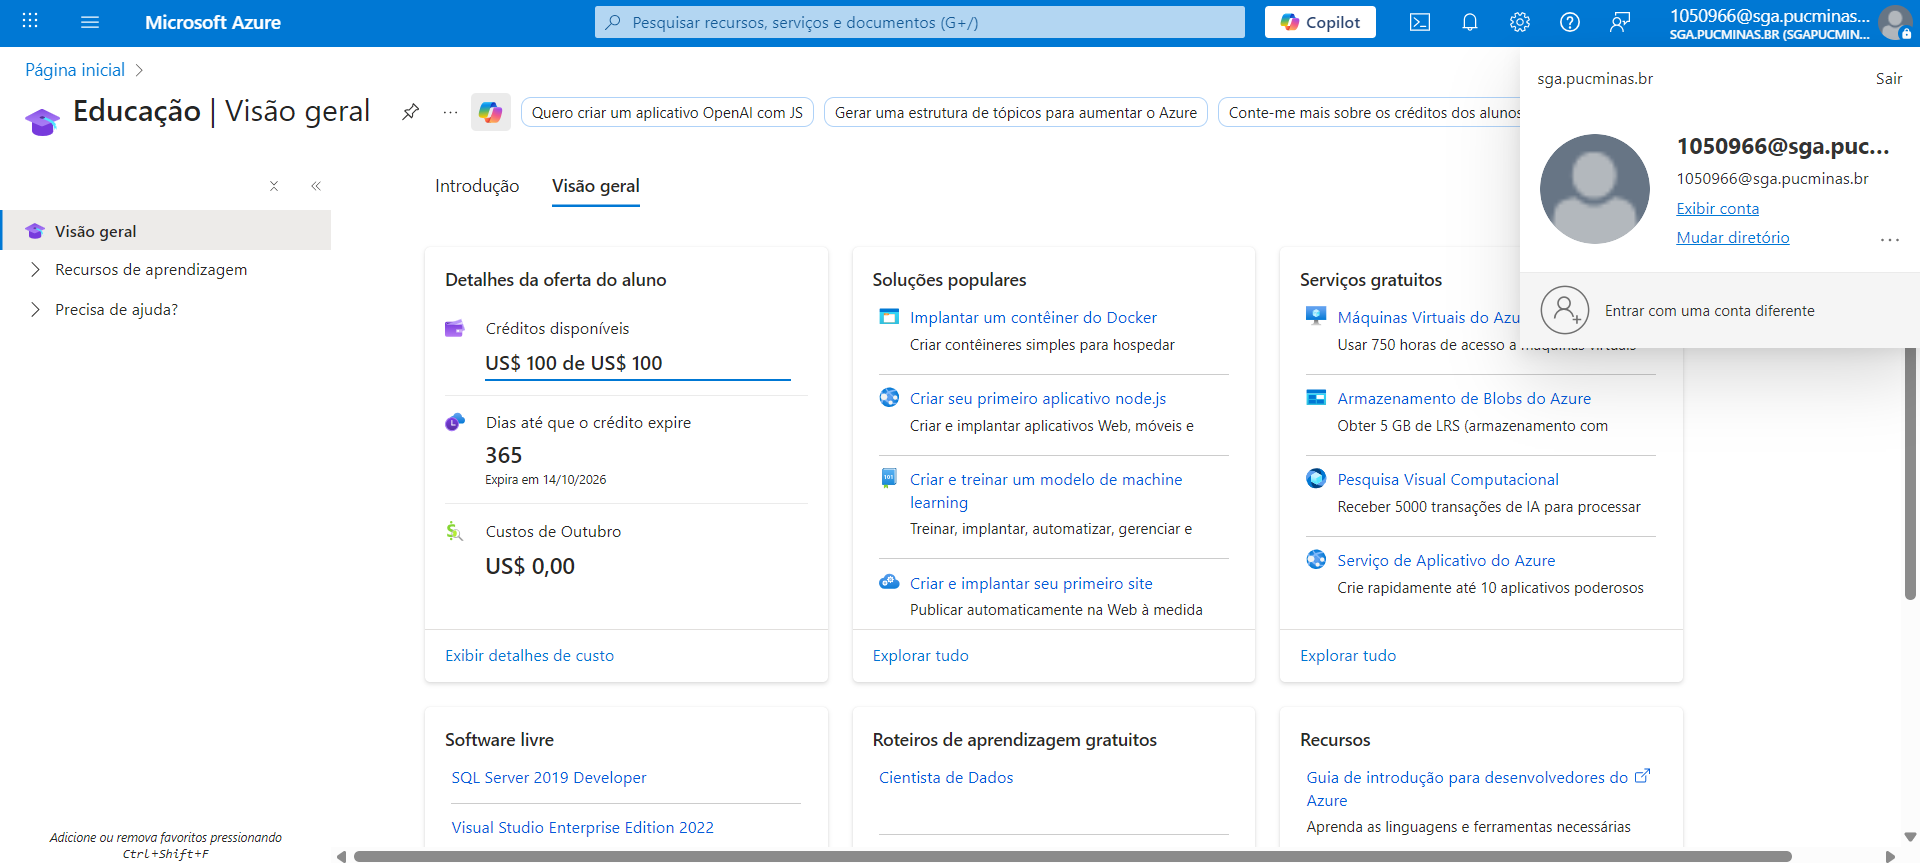 Microsoft Azure
Pesquisar recursos, serviços e documentos (G+/)
Copilot
1050966@sga.pucminas...
SGA.PUCMINAS.BR (SGAPUCMIN...
Página inicial
Educação | Visão geral
...
Quero criar um aplicativo OpenAI com JS
Gerar uma estrutura de tópicos para aumentar o Azure
Conte-me mais sobre os créditos dos alunos
sga.pucminas.br
Sair
1050966@sga.puc...
1050966@sga.pucminas.br
Exibir conta
Mudar diretório
...
Entrar com uma conta diferente
Visão geral
Recursos de aprendizagem
Precisa de ajuda?
Adicione ou remova favoritos pressionando
Ctrl+Shift+F
Introdução
Visão geral
Detalhes da oferta do aluno
Créditos disponíveis
US$ 100 de US$ 100
Dias até que o crédito expire
365
Expira em 14/10/2026
Custos de Outubro
US$ 0,00
Exibir detalhes de custo
Soluções populares
Implantar um contêiner do Docker
Criar contêineres simples para hospedar
Criar seu primeiro aplicativo node.js
Criar e implantar aplicativos Web, móveis e
Criar e treinar um modelo de machine
learning
Treinar, implantar, automatizar, gerenciar e
Criar e implantar seu primeiro site
Publicar automaticamente na Web à medida
Explorar tudo
Serviços gratuitos
Máquinas Virtuais do Azu
Usar 750 horas de acesso a máquinas virtuais
Armazenamento de Blobs do Azure
Obter 5 GB de LRS (armazenamento com
Pesquisa Visual Computacional
Receber 5000 transações de IA para processar
Serviço de Aplicativo do Azure
Crie rapidamente até 10 aplicativos poderosos
Explorar tudo
Software livre
SQL Server 2019 Developer
Visual Studio Enterprise Edition 2022
Roteiros de aprendizagem gratuitos
Cientista de Dados
Recursos
Guia de introdução para desenvolvedores do
Azure
Aprenda as linguagens e ferramentas necessárias